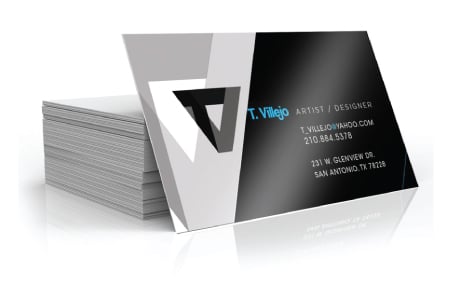 T. Villejo ARTIST / DESIGNER
T_VILLEJO@YAHOO.COM
210.884.5378
231 W. GLENVIEW DR.
SAN ANTONIO, TX 78228